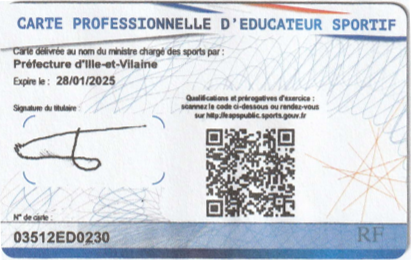 CARTE PROFESSIONNELLE D'EDUCATEUR SPORTIF
Carte délivrée au nom du ministre chargé des sports par :
Préfecture d'Ille-et-Vilaine
Expire le : 28/01/2025
Qualifications et prérogatives d'exercice :
scannez le code ci-dessous ou rendez-vous
sur http://eapspublic.sports.gouv.fr
Signature du titulaire :
N° de carte :
03512ED0230
RF